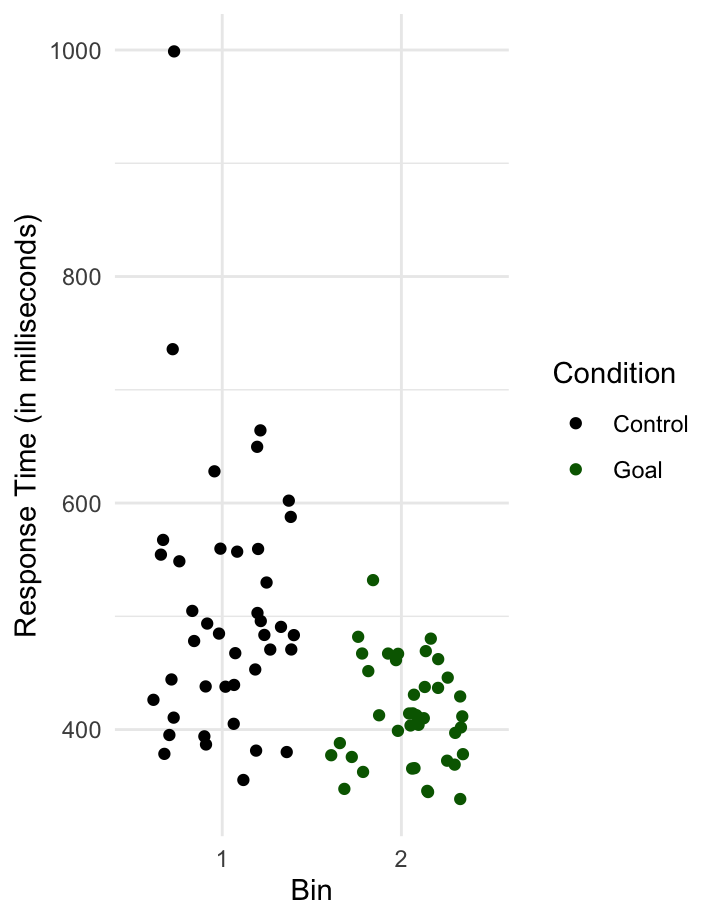 1000
800
600
400
Response Time (in milliseconds)
1
2
Bin
Condition
Control
Goal